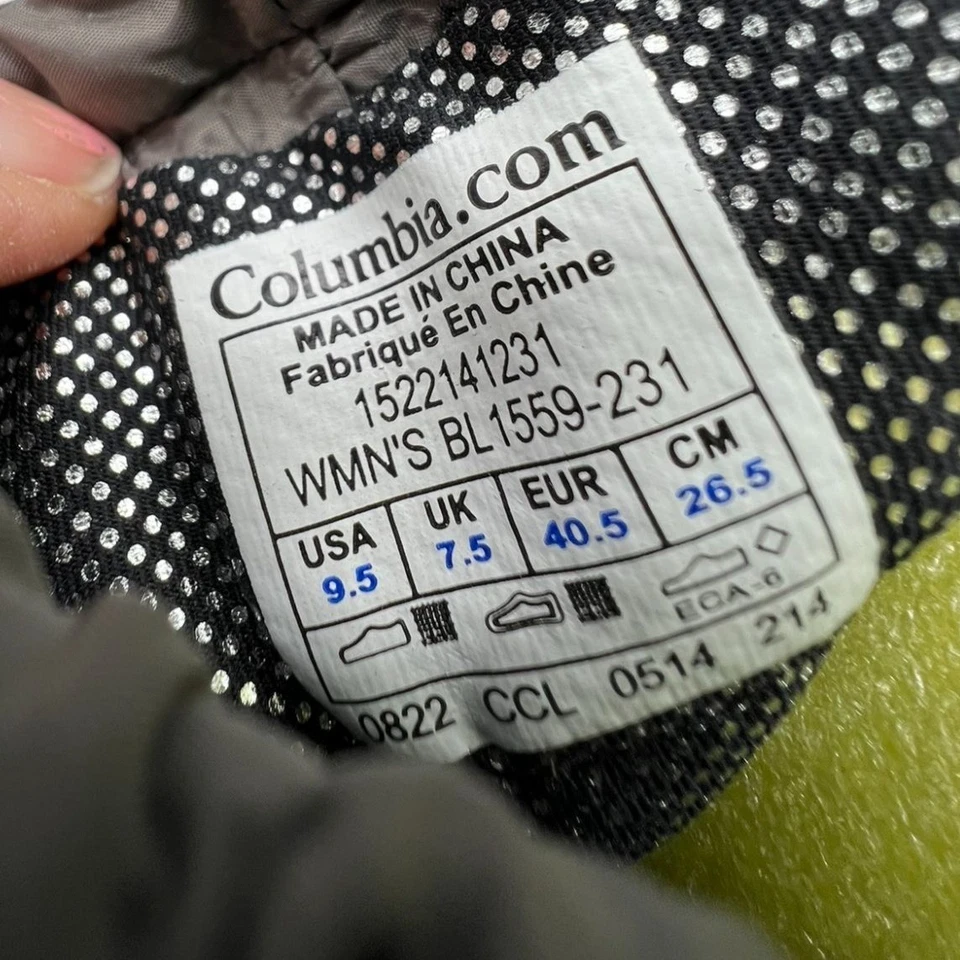 Columbia.com
MADE IN CHINA
Fabriqué En Chine
1522141231
WMN'S BL1559-231
USA UK EUR CM
9.5 7.5 40.5 26.5
EOA-6
0822 CCL 0514 214